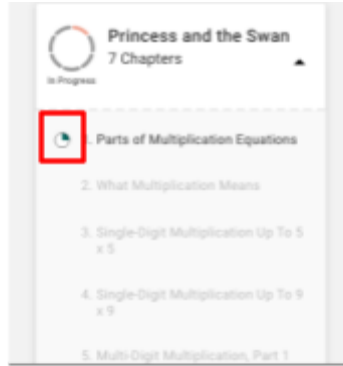 Princess and the Swan
7 Chapters
In Progress
1. Parts of Multiplication Equations
2. What Multiplication Means
3. Single-Digit Multiplication Up To 5
x 5
4. Single-Digit Multiplication Up To 9
x 9
5. Multi-Digit Multiplication, Part 1